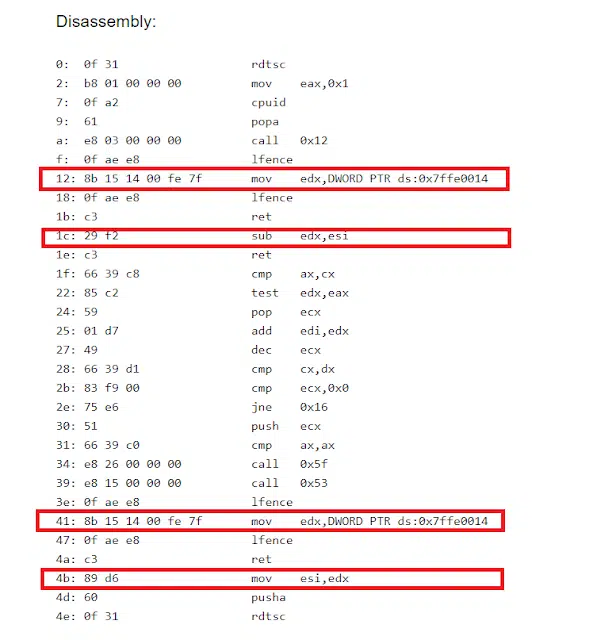 Disassembly:
0: 0f 31 rdtsc
2: b8 01 00 00 00 mov eax,0x1
7: 0f a2 cpuid
9: 61 popa
a: e8 03 00 00 00 call 0x12
f: 0f ae e8 lfence
12: 8b 15 14 00 fe 7f mov edx,DWORD PTR ds:0x7ffe0014
18: 0f ae e8 lfence
1b: c3 ret
1c: 29 f2 sub edx,esi
1e: c3 ret
1f: 66 39 c8 cmp ax,cx
22: 85 c2 test edx,eax
24: 59 pop ecx
25: 01 d7 add edi,edx
27: 49 dec ecx
28: 66 39 d1 cmp cx,dx
2b: 83 f9 00 cmp ecx,0x0
2e: 75 e6 jne 0x16
30: 51 push ecx
31: 66 39 c0 cmp ax,ax
34: e8 26 00 00 00 call 0x5f
39: e8 15 00 00 00 call 0x53
3e: 0f ae e8 lfence
41: 8b 15 14 00 fe 7f mov edx,DWORD PTR ds:0x7ffe0014
47: 0f ae e8 lfence
4a: c3 ret
4b: 89 d6 mov esi,edx
4d: 60 pusha
4e: 0f 31 rdtsc